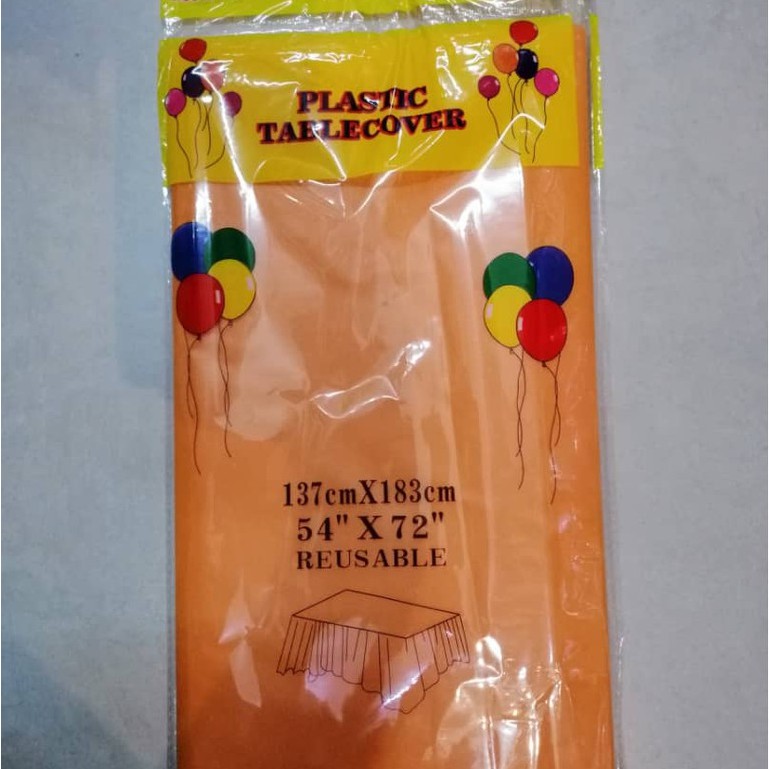 PLASTIC
TABLECOVER
137cmX183cm
54" X 72"
REUSABLE